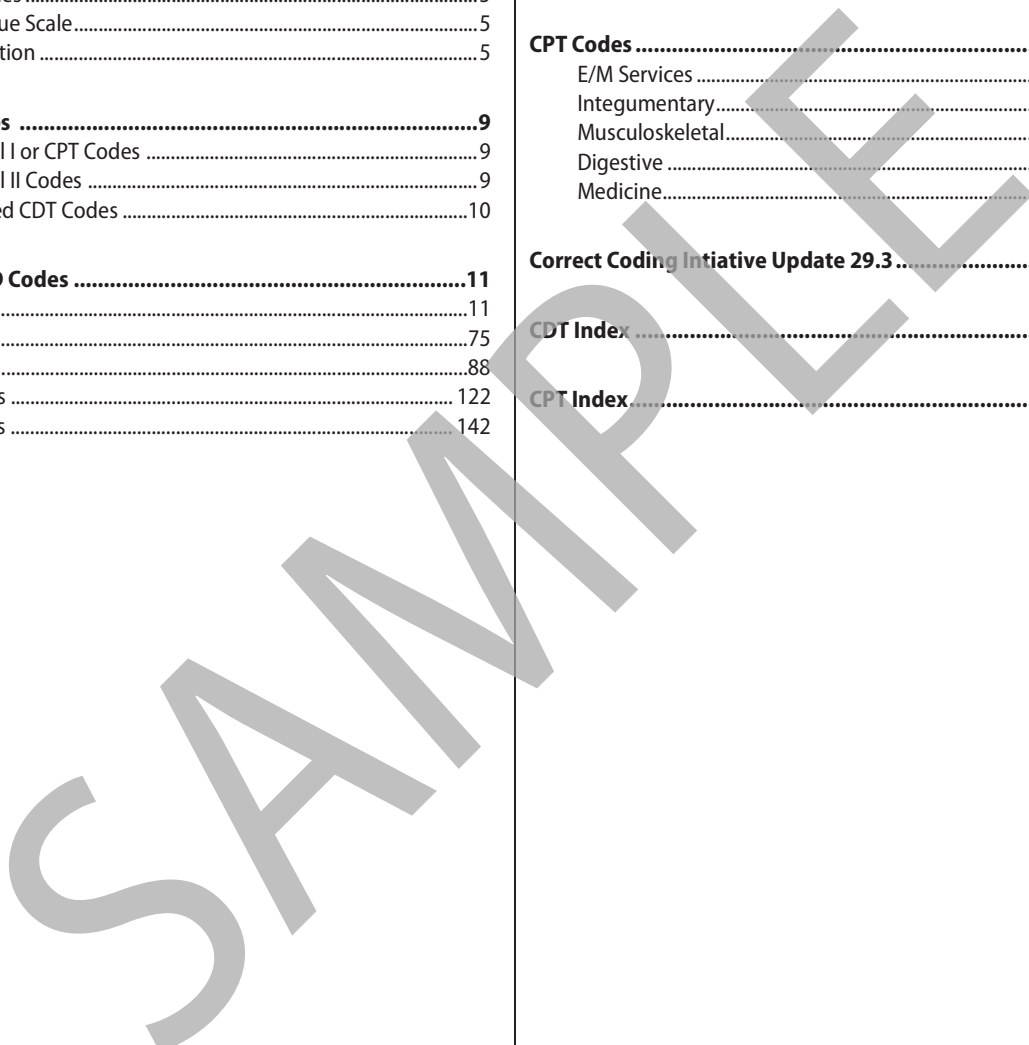 ue Scale..........5
tion..........5
s..........9
l I or CPT Codes..........9
l II Codes..........9
ed CDT Codes..........10
D Codes..........11
..........11
..........75
..........88
s..........122
s..........142
CPT Codes..........
E/M Services..........
Integumentary..........
Musculoskeletal..........
Digestive..........
Medicine..........
Correct Coding Intiative Update 29.3..........
CDT Index..........
CPT Index..........
SAMPLE